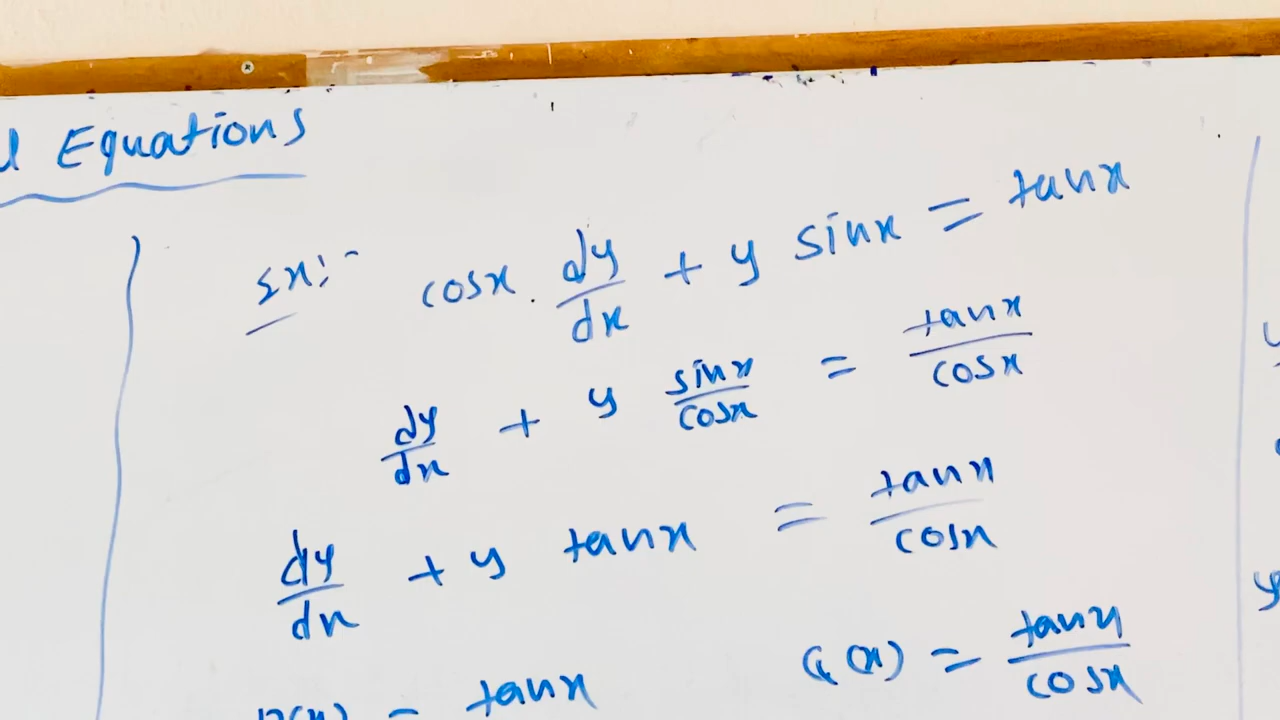 Equations
Ex:- cosx . dy/dx + y sinx = tanx
dy/dx + y sinx/cosx = tanx/cosx
dy/dx + y tanx = tanx/cosx
P(x) = tanx Q(x) = tanx/cosx